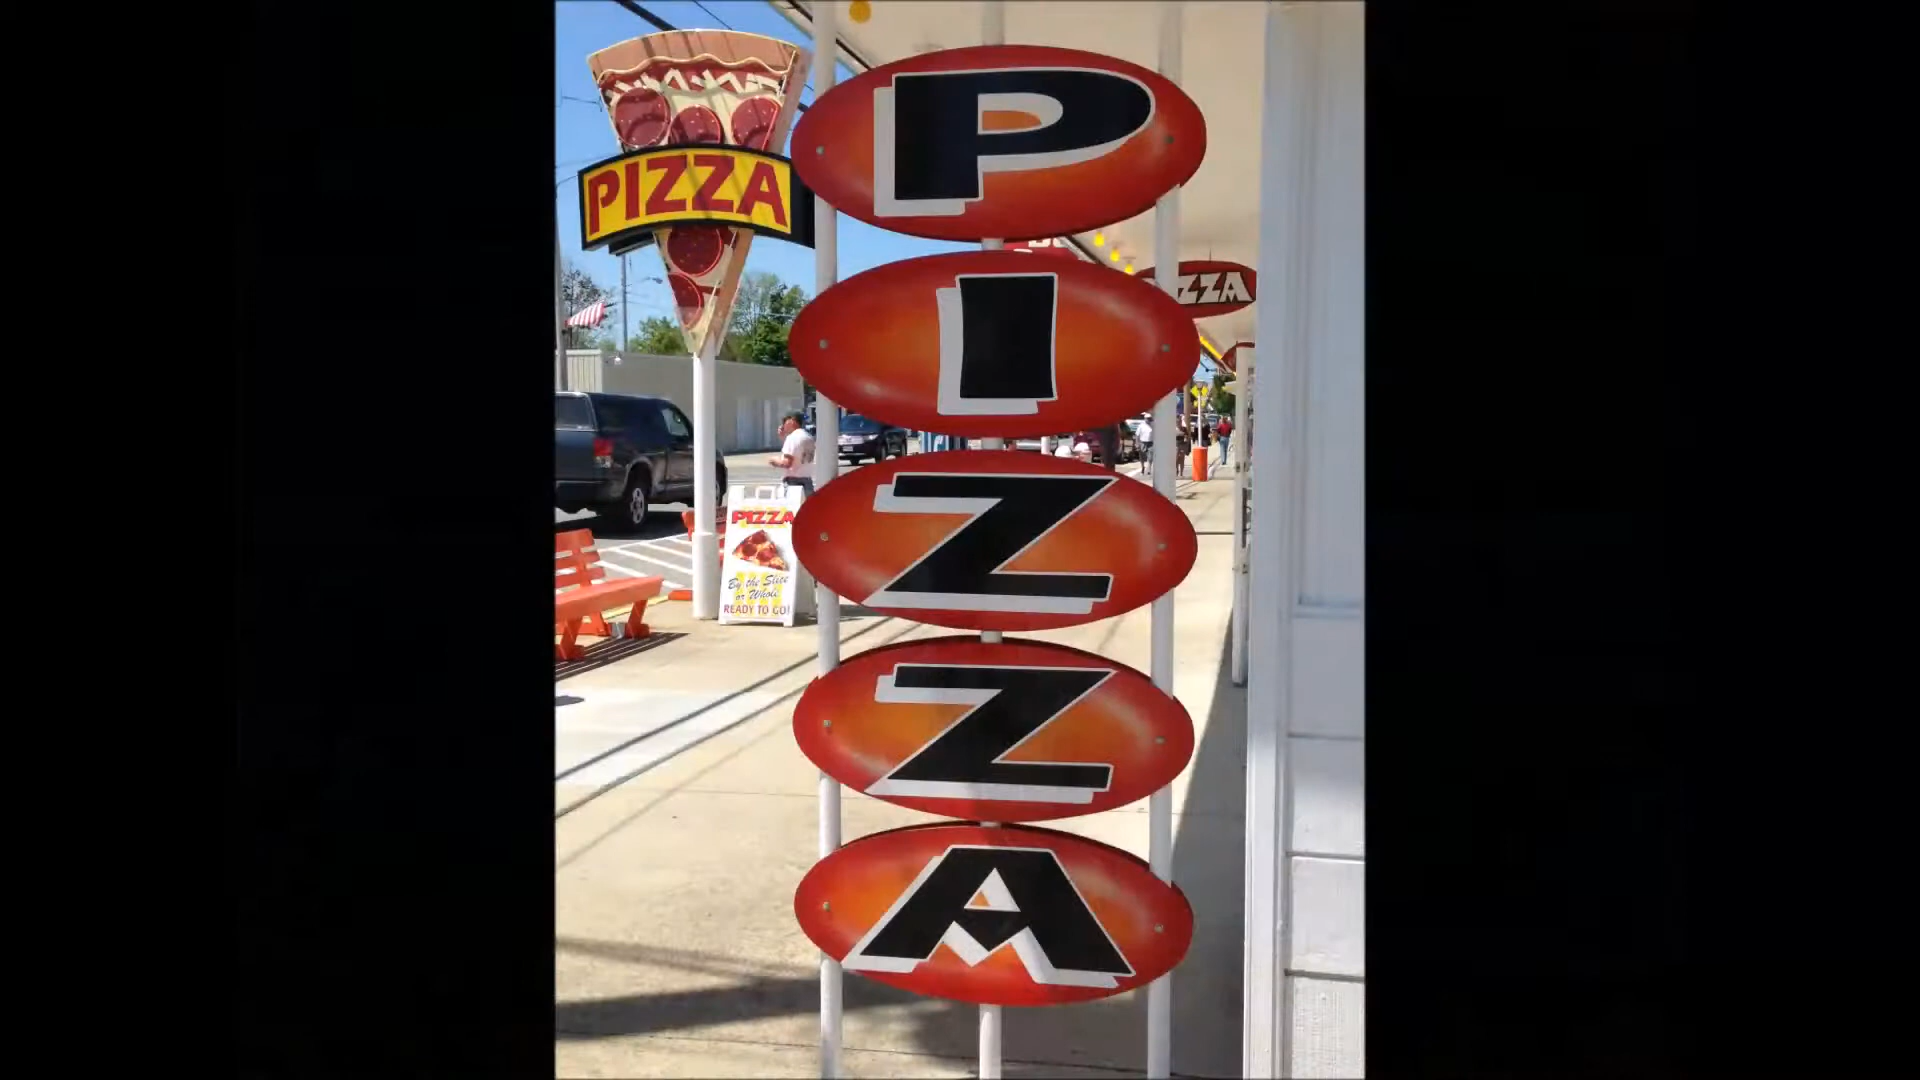 PIZZA
P
I
Z
Z
A
ZZA
PIZZA
By the Slice
or Whole
READY TO GO!